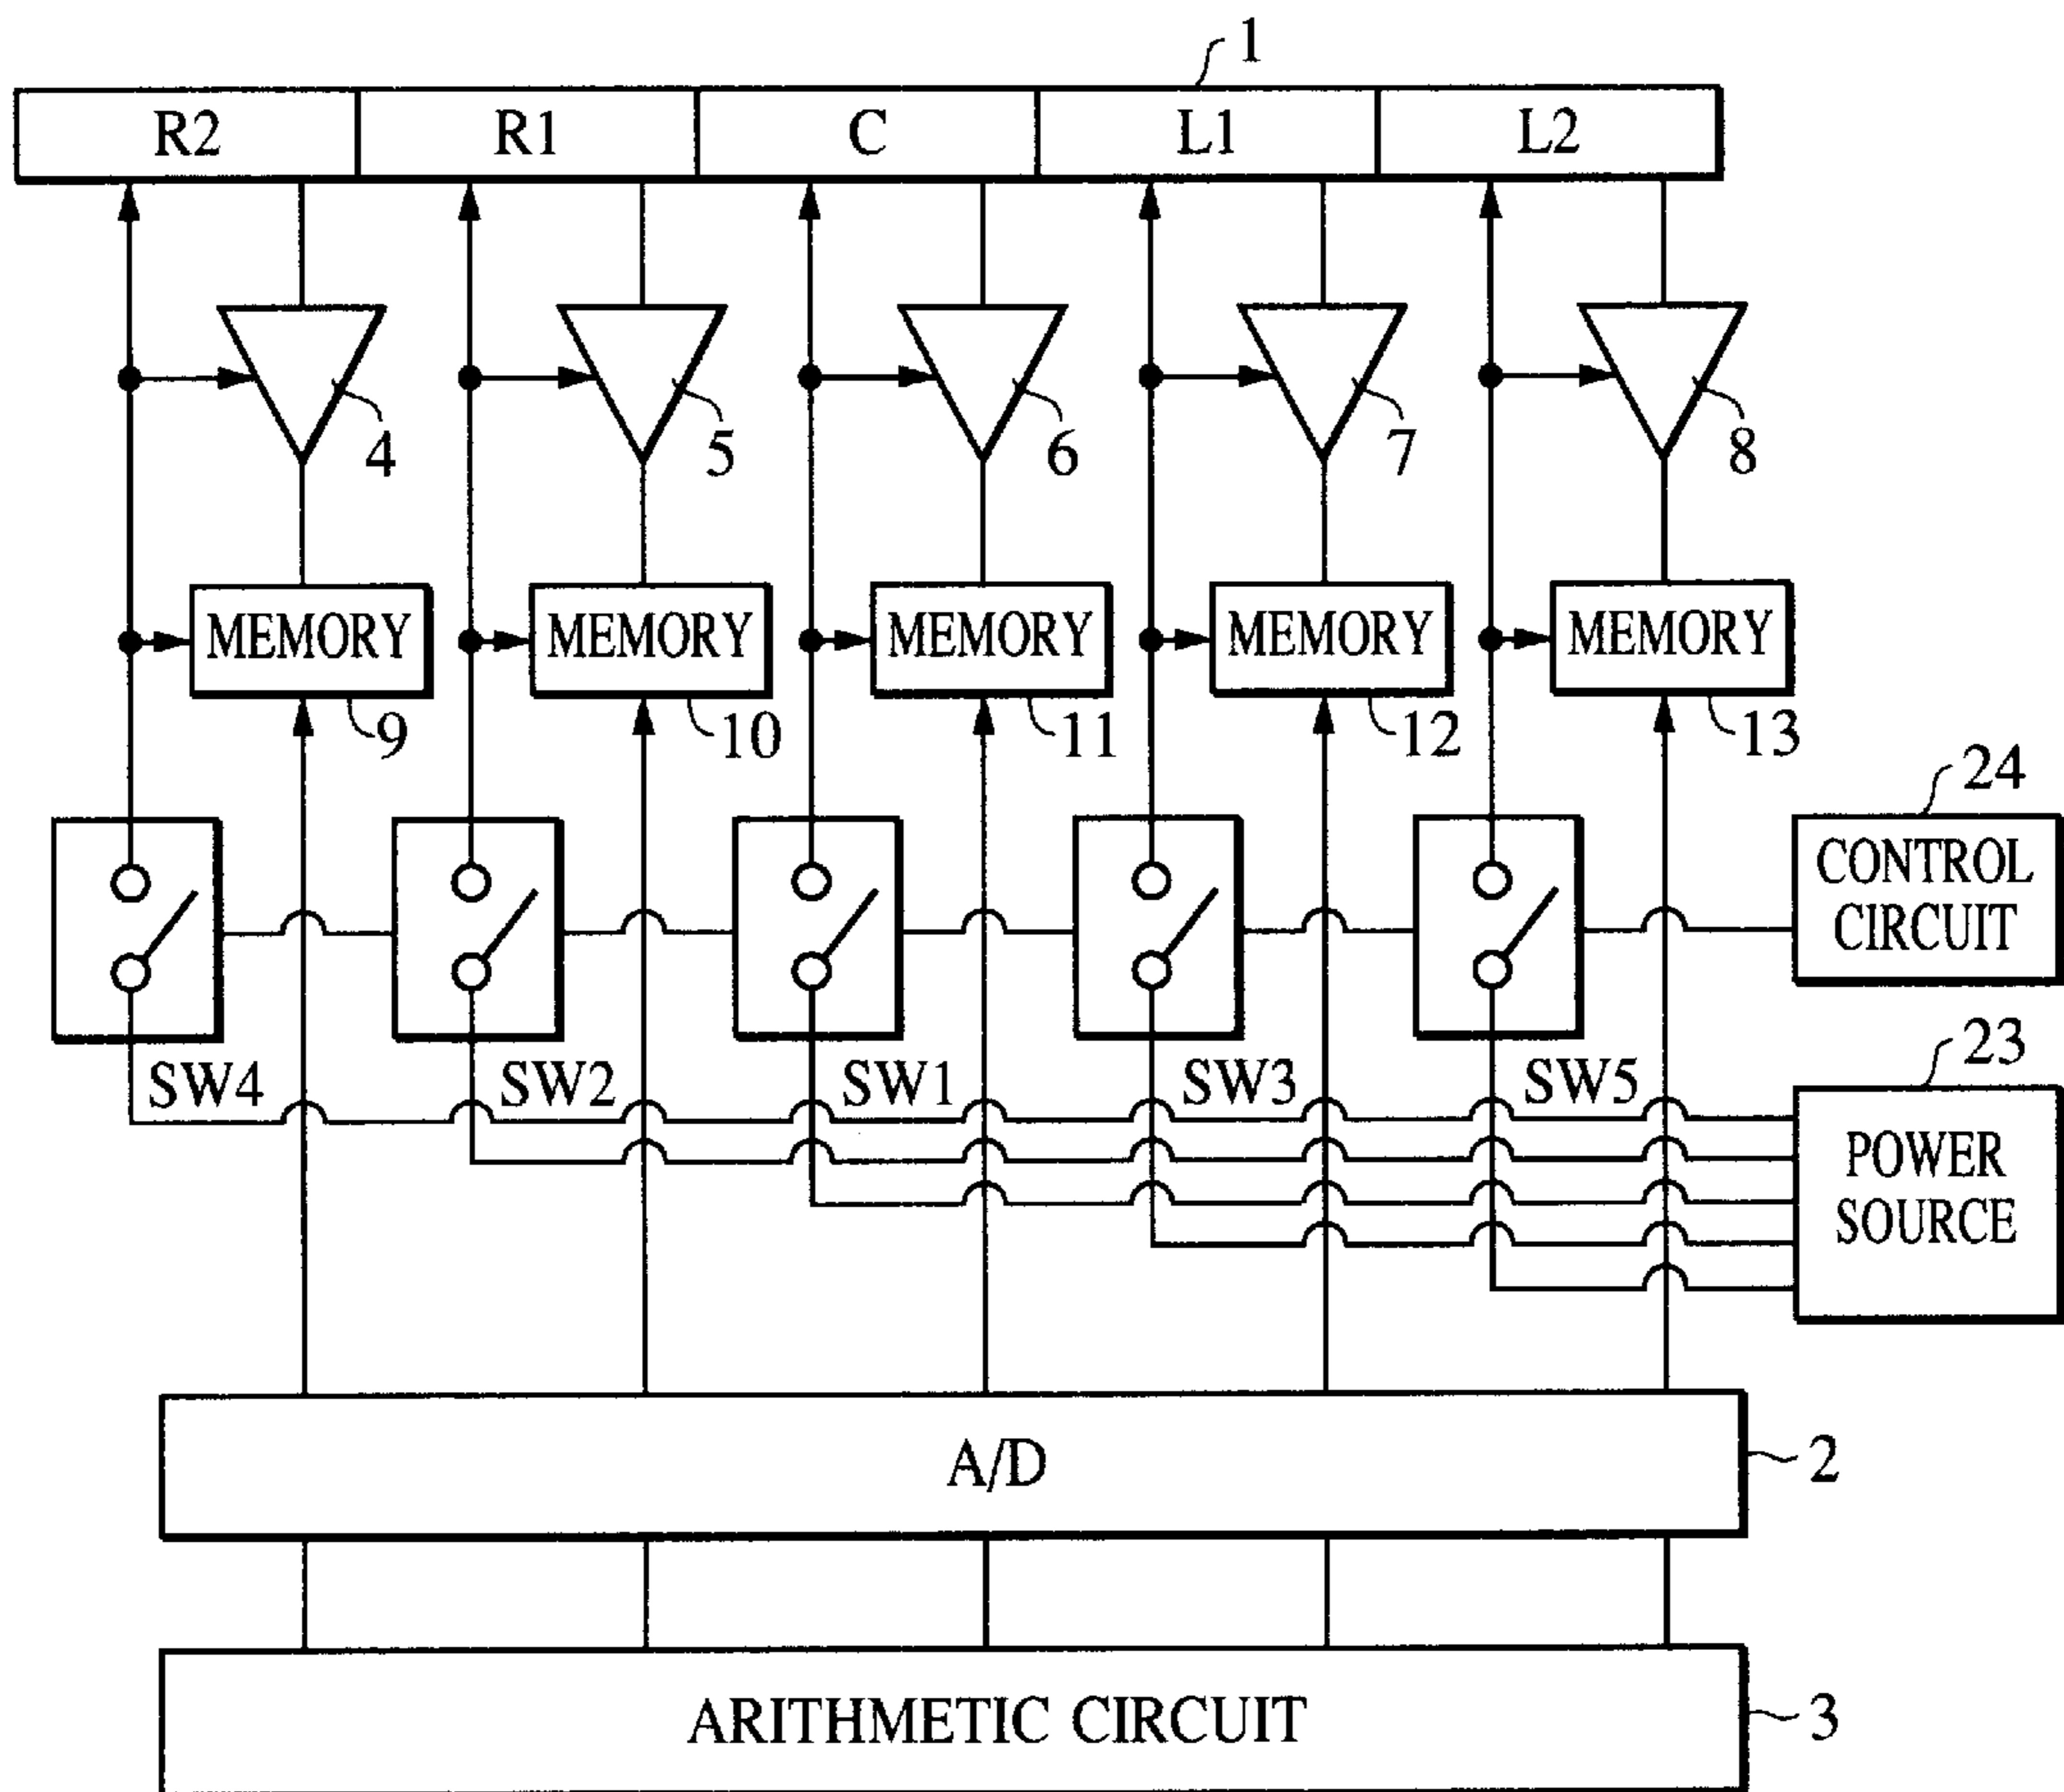 1
R2 R1 C L1 L2
4 5 6 7 8
MEMORY MEMORY MEMORY MEMORY MEMORY
9 10 11 12 13
24
CONTROL
CIRCUIT
23
SW4 SW2 SW1 SW3 SW5
POWER
SOURCE
A/D 2
ARITHMETIC CIRCUIT 3